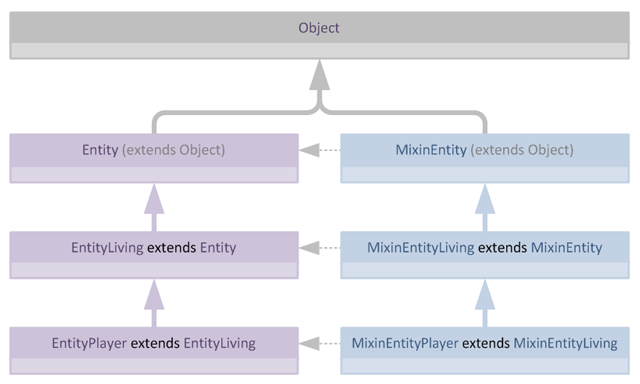 Object
Entity (extends Object)
MixinEntity (extends Object)
EntityLiving extends Entity
MixinEntityLiving extends MixinEntity
EntityPlayer extends EntityLiving
MixinEntityPlayer extends MixinEntityLiving